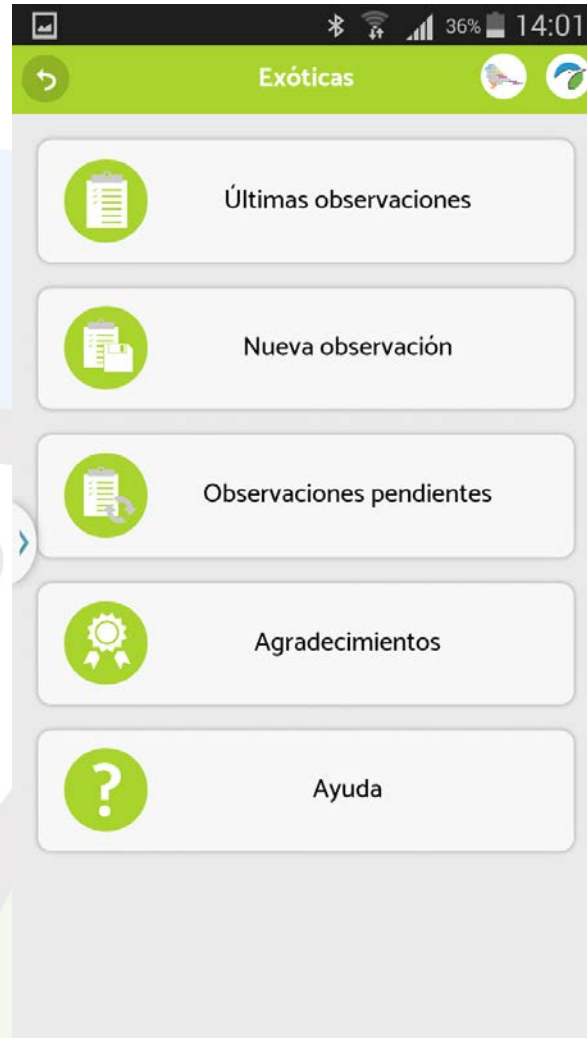 36% 14:01
Exóticas
Últimas observaciones
Nueva observación
Observaciones pendientes
Agradecimientos
? Ayuda